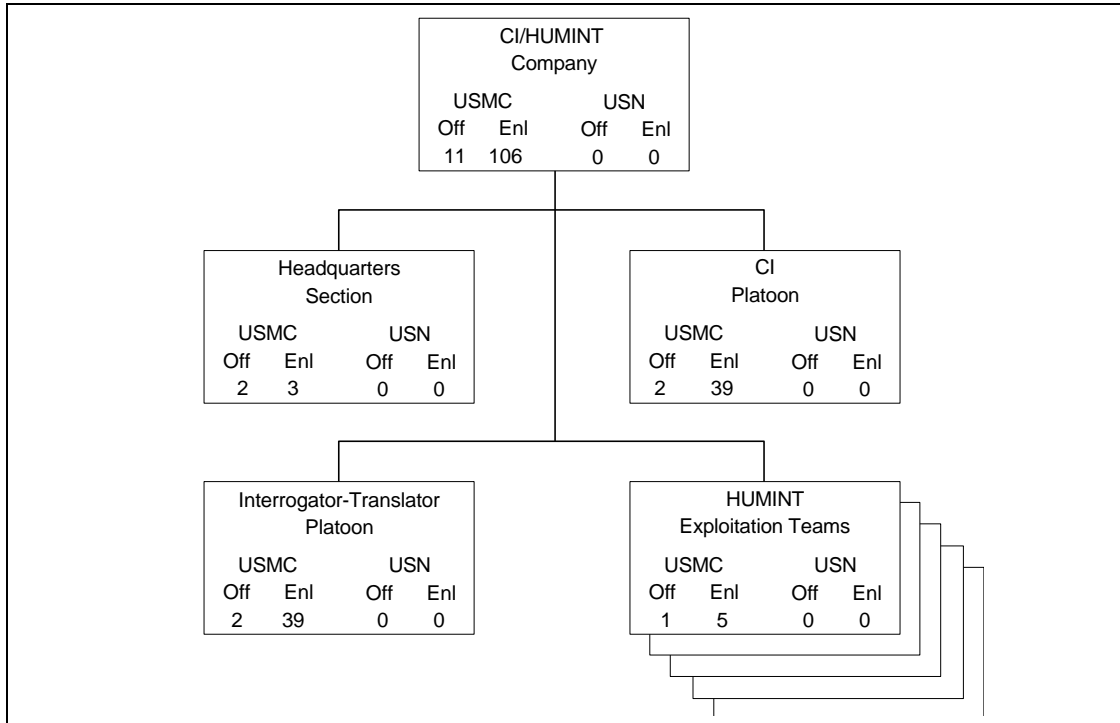 CI/HUMINT
Company
USMC USN
Off Enl Off Enl
11 106 0 0
Headquarters
Section
USMC USN
Off Enl Off Enl
2 3 0 0
CI
Platoon
USMC USN
Off Enl Off Enl
2 39 0 0
Interrogator-Translator
Platoon
USMC USN
Off Enl Off Enl
2 39 0 0
HUMINT
Exploitation Teams
USMC USN
Off Enl Off Enl
1 5 0 0